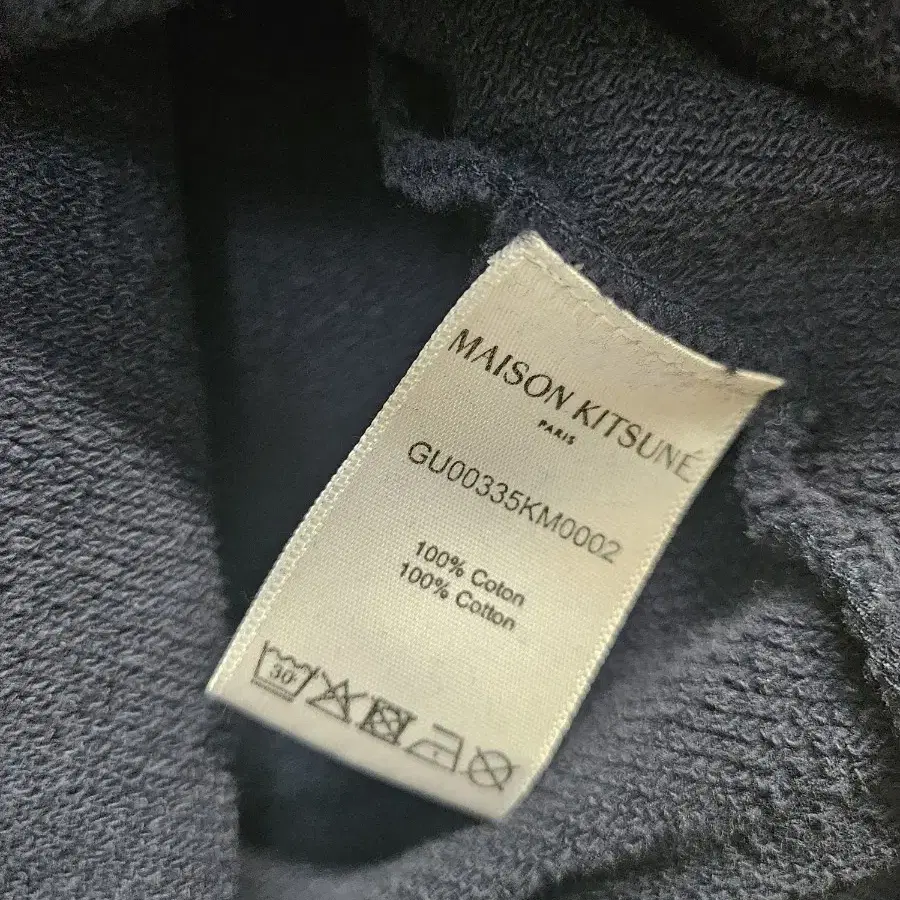 MAISON KITSUNÉ
PARIS
GU00335KM0002
100% Coton
100% Cotton
30°